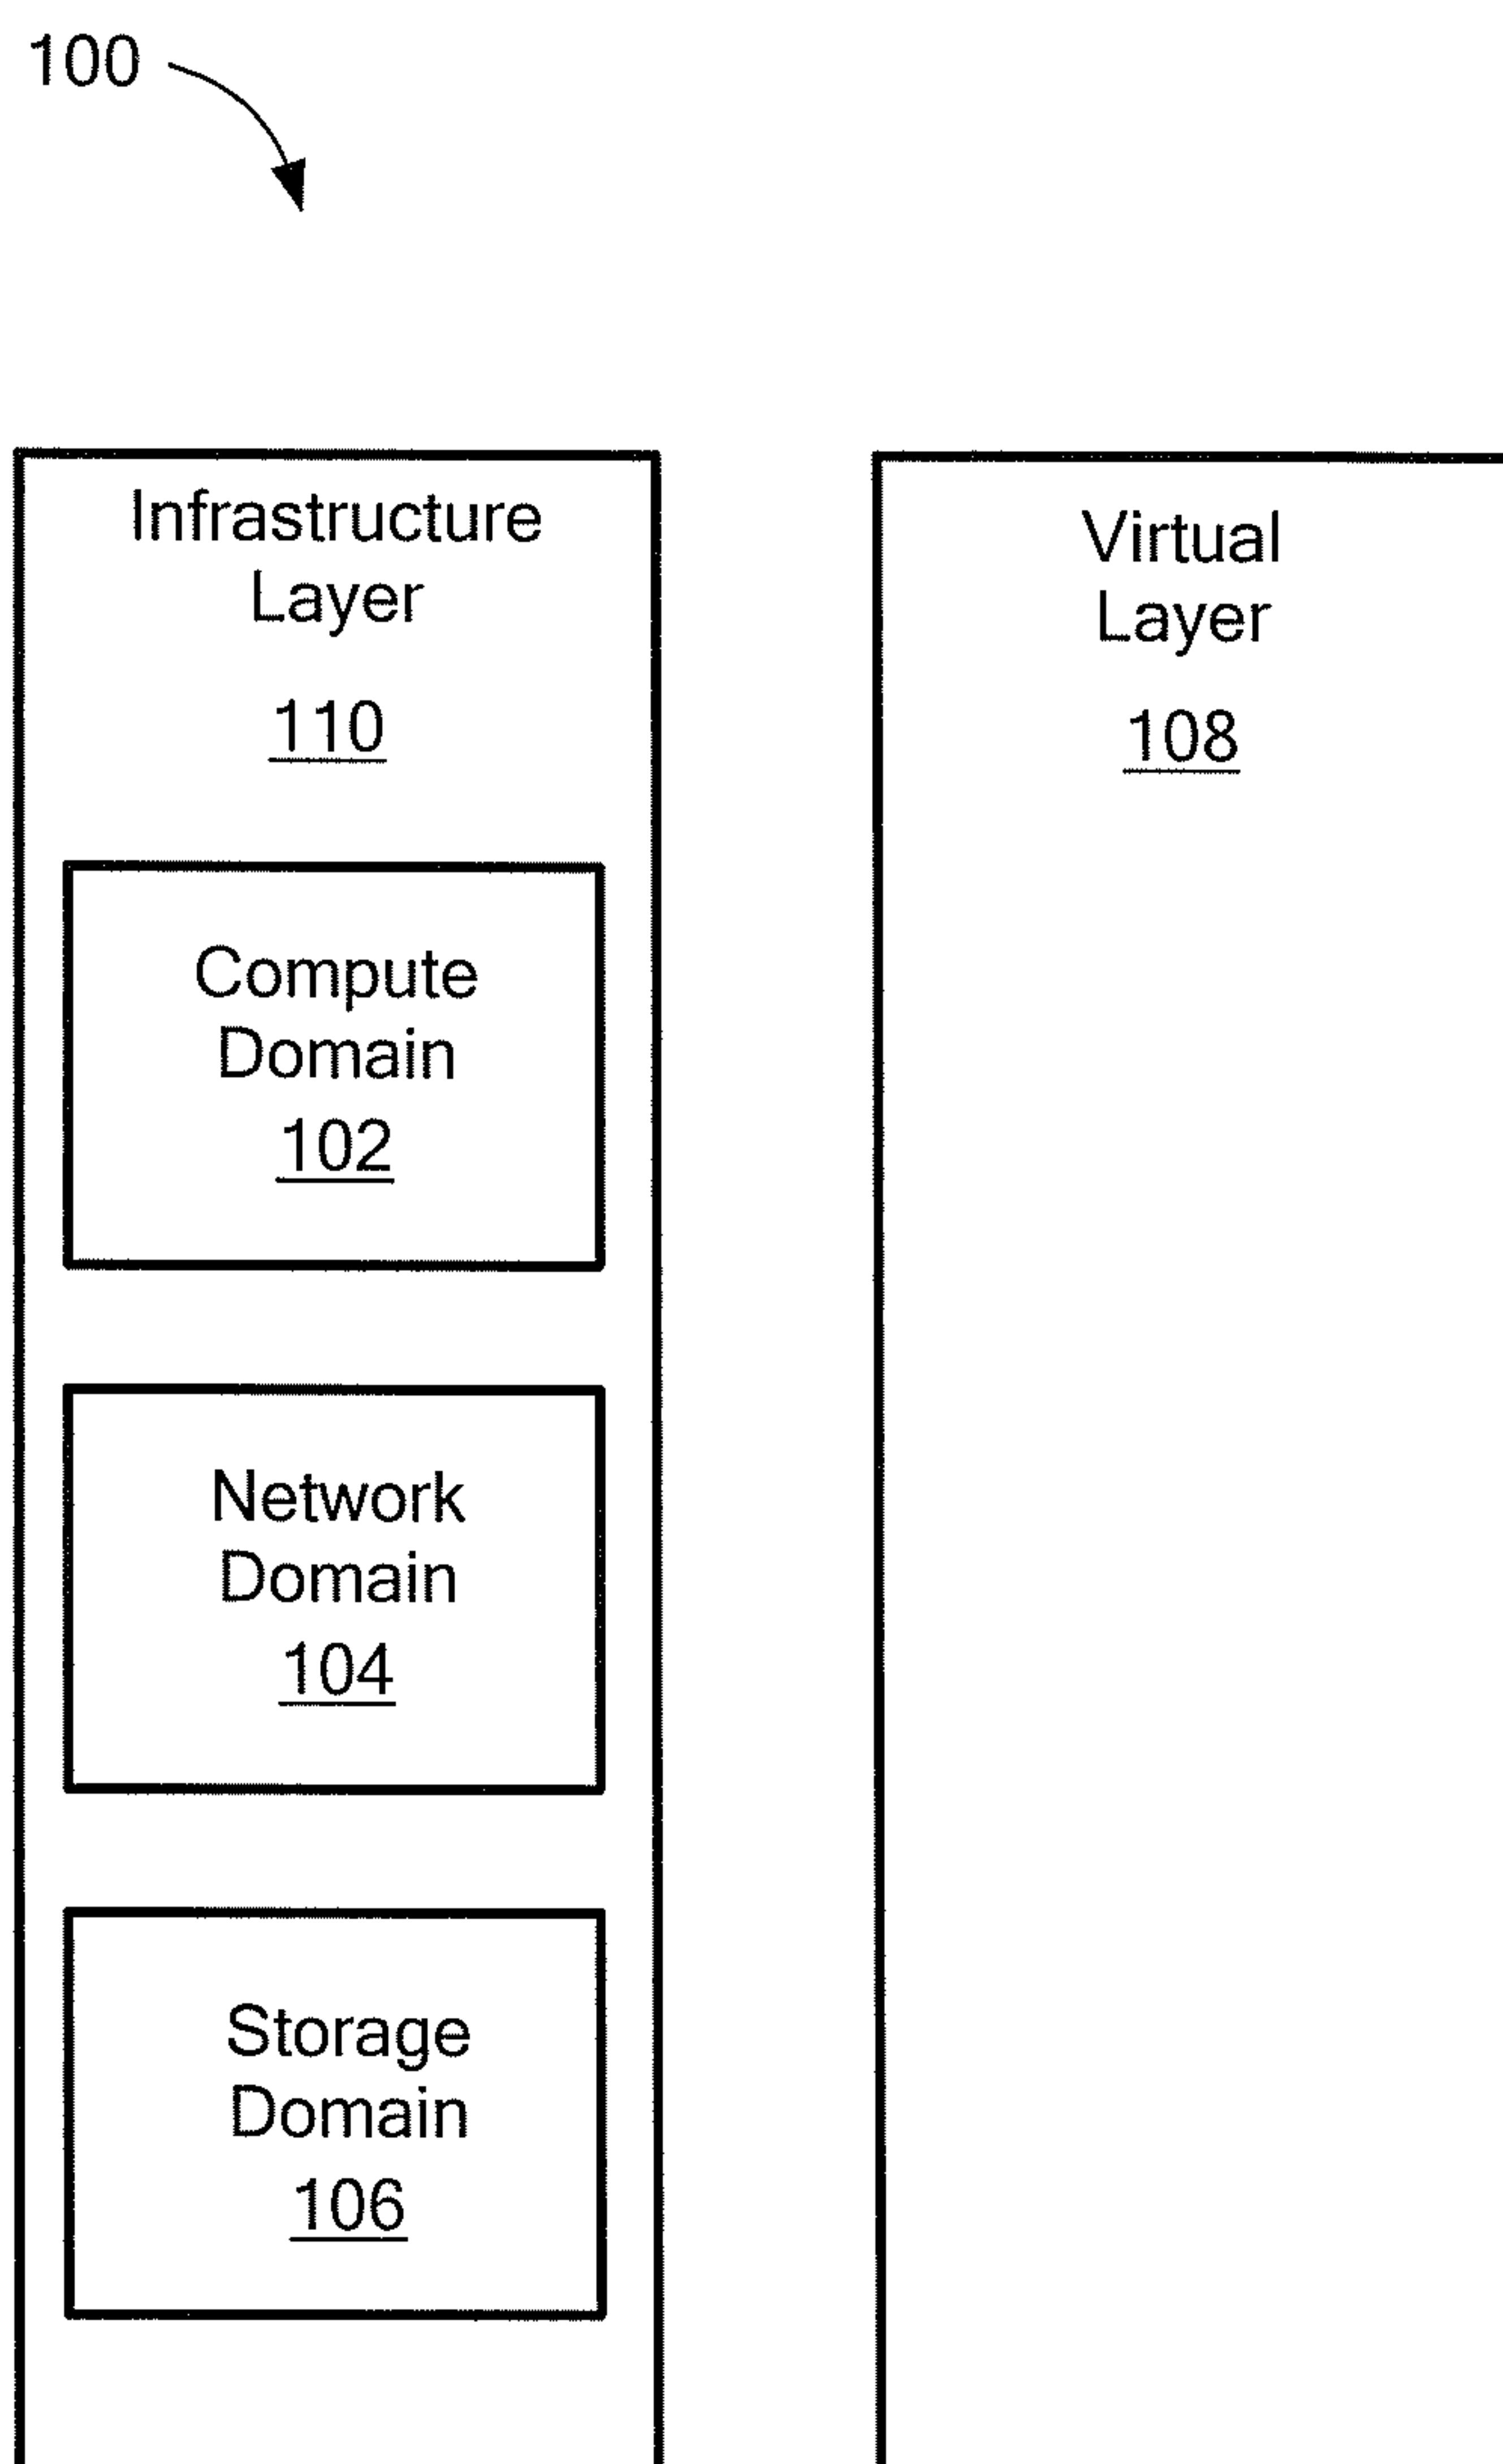 100
Infrastructure
Layer
110
Compute
Domain
102
Network
Domain
104
Storage
Domain
106
Virtual
Layer
108